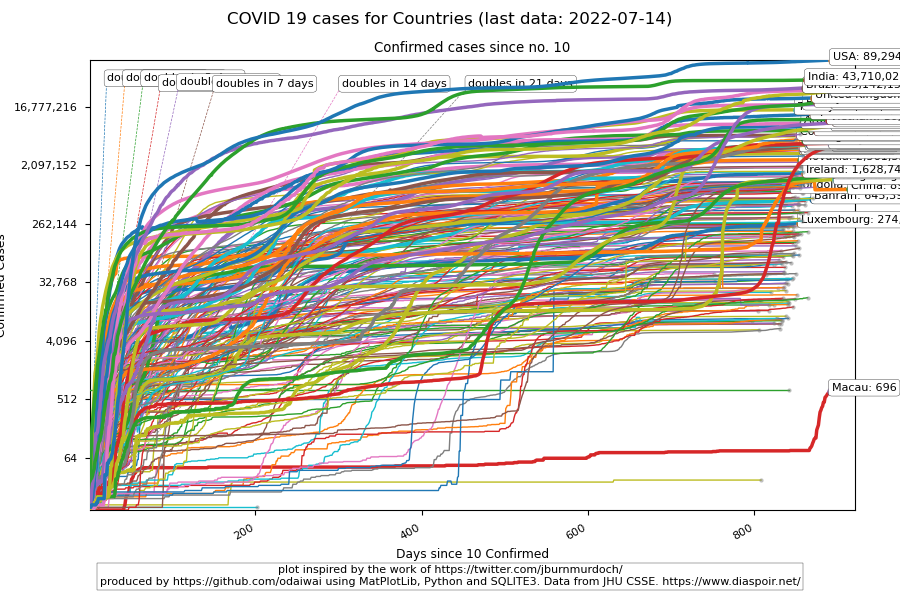 COVID 19 cases for Countries (last data: 2022-07-14)
Confirmed cases since no. 10
USA: 89,294
doubles in 7 days
doubles in 14 days
doubles in 21 days
India: 43,710,02
16,777,216
2,097,152
Ireland: 1,628,74
China: 89
Bahrain: 645,39
262,144
Luxembourg: 274,
32,768
Confirmed Cases
4,096
Macau: 696
512
64
200
400
600
800
Days since 10 Confirmed
plot inspired by the work of https://twitter.com/jburnmurdoch/
produced by https://github.com/odaiwai using MatPlotLib, Python and SQLITE3. Data from JHU CSSE. https://www.diaspoir.net/